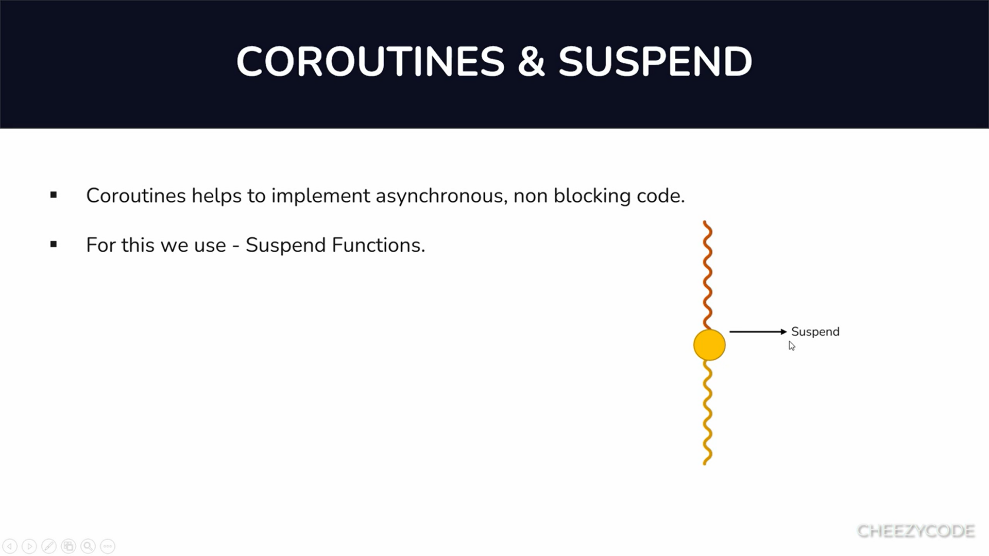 COROUTINES & SUSPEND
▪ Coroutines helps to implement asynchronous, non blocking code.
▪ For this we use - Suspend Functions.
Suspend
CHEEZYCODE